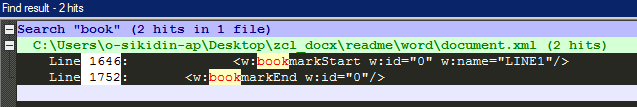 Find result - 2 hits
Search "book" (2 hits in 1 file)
C:\Users\o-sikidin-ap\Desktop\zcl_docx\readme\word\document.xml (2 hits)
Line 1646: <w:bookmarkStart w:id="0" w:name="LINE1"/>
Line 1752: <w:bookmarkEnd w:id="0"/>